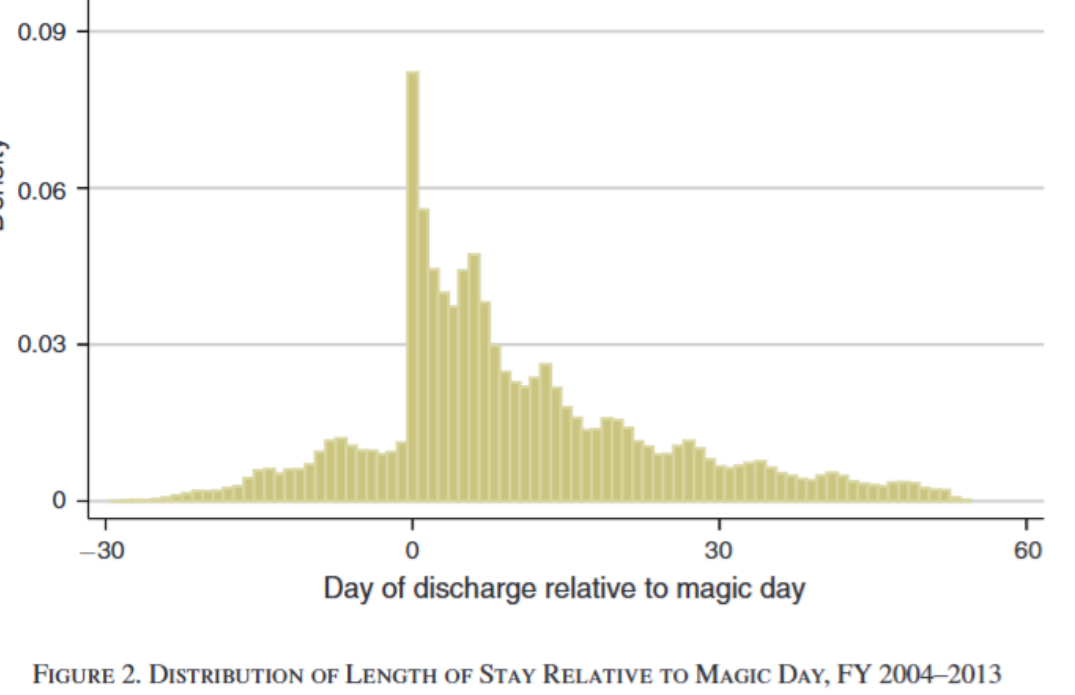 0.09
0.06
0.03
0
−30 0 30 60
Day of discharge relative to magic day
FIGURE 2. DISTRIBUTION OF LENGTH OF STAY RELATIVE TO MAGIC DAY, FY 2004–2013